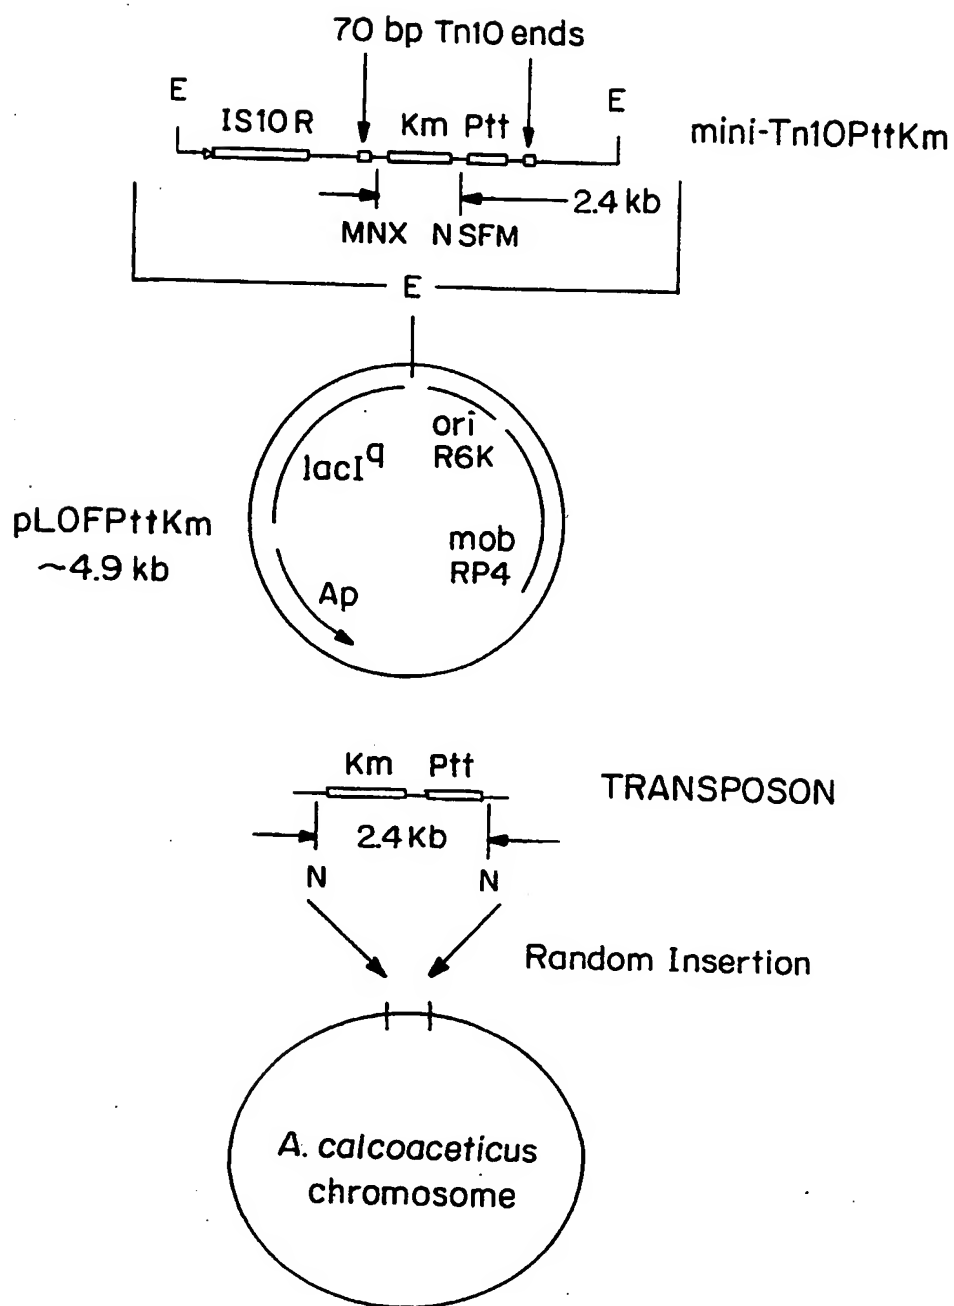 70 bp Tn10 ends
E
E
IS10R
Km Ptt
mini-Tn10PttKm
2.4 kb
MNX NSFM
E
ori
R6K
lacI^q
pLOFPttKm
~4.9 kb
mob
RP4
Ap
Km Ptt
TRANSPOSON
2.4 Kb
N
N
Random Insertion
A. calcoaceticus
chromosome